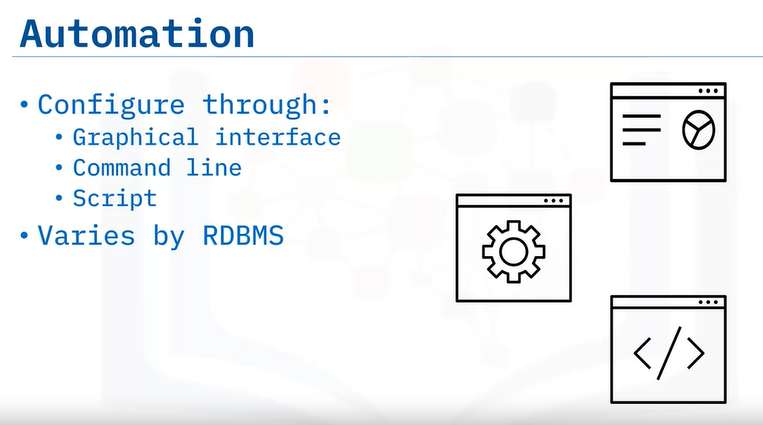 Automation
• Configure through:
• Graphical interface
• Command line
• Script
• Varies by RDBMS